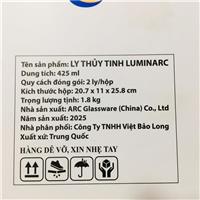 Tên sản phẩm: LY THỦY TINH LUMINARC
Dung tích: 425 ml
Quy cách đóng gói: 2 ly/hộp
Kích thước hộp: 20.7 x 11 x 25.8 cm
Trọng lượng tịnh: 1.8 kg
Nhà sản xuất: ARC Glassware (China) Co., Ltd
Năm sản xuất: 2025
Nhà phân phối: Công Ty TNHH Việt Bảo Long
Xuất xứ: Trung Quốc
HÀNG DỄ VỠ, XIN NHẸ TAY